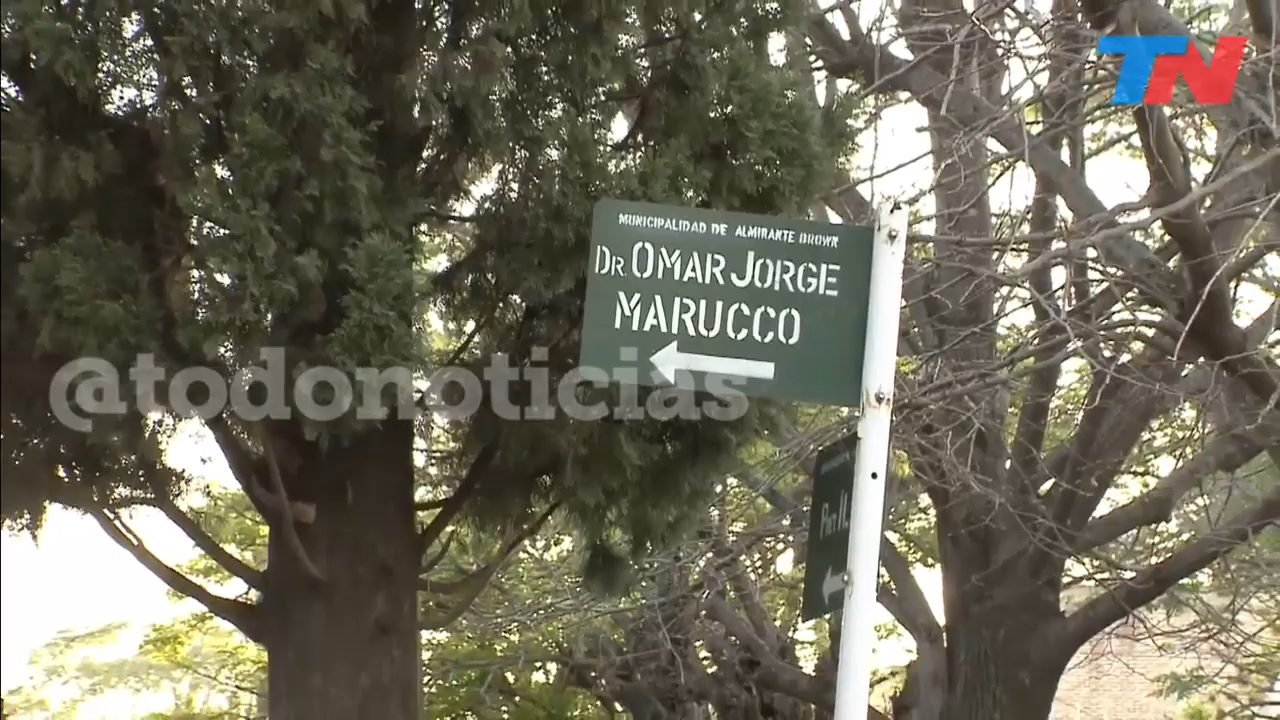 TN
MUNICIPALIDAD DE ALMIRANTE BROWN
DR OMAR JORGE
MARUCCO
@todonoticias